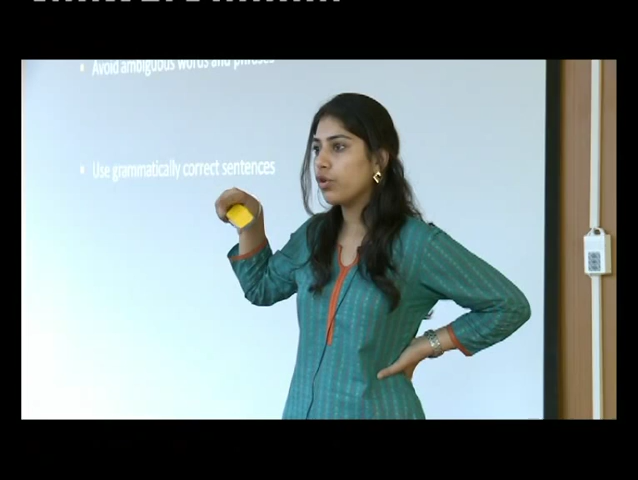 ▪ Avoid ambiguous words and phrases
▪ Use grammatically correct sentences